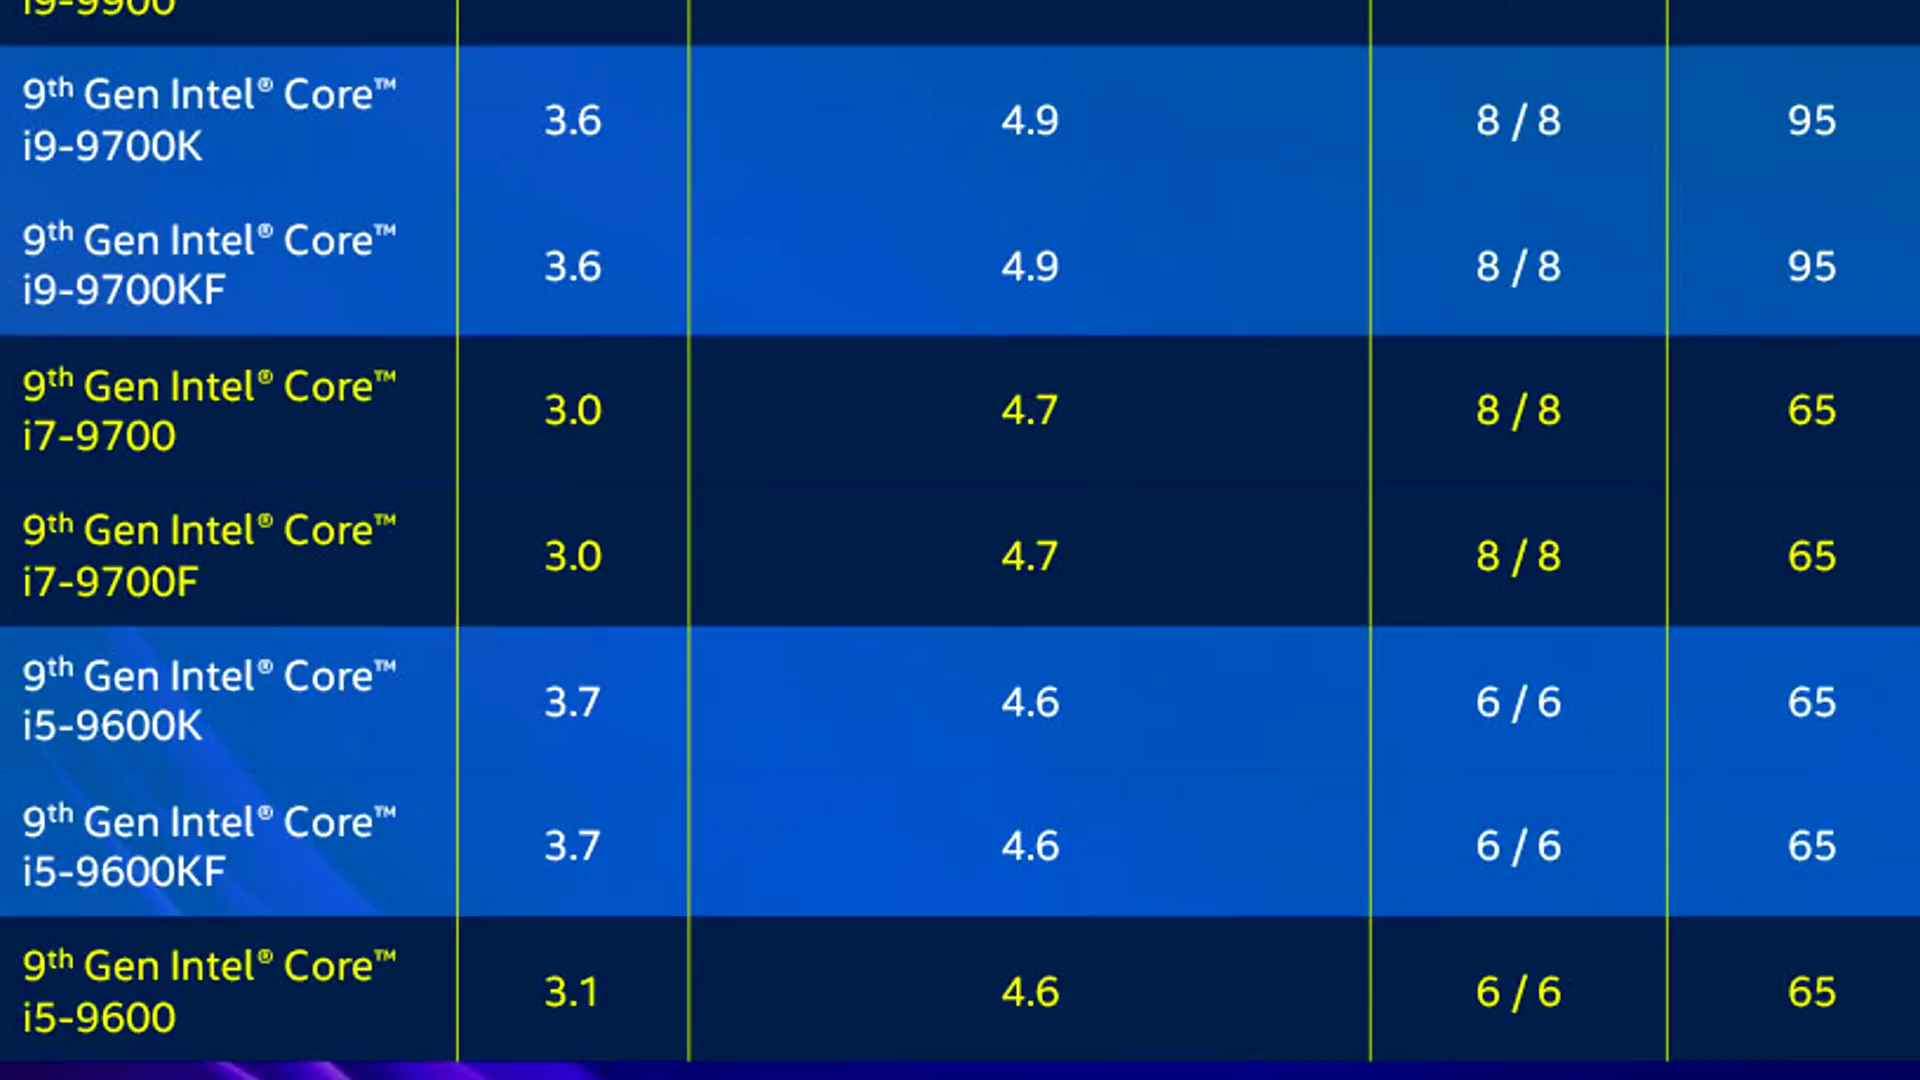 i9-9900
9th Gen Intel® Core™
i9-9700K
3.6
4.9
8 / 8
95
9th Gen Intel® Core™
i9-9700KF
3.6
4.9
8 / 8
95
9th Gen Intel® Core™
i7-9700
3.0
4.7
8 / 8
65
9th Gen Intel® Core™
i7-9700F
3.0
4.7
8 / 8
65
9th Gen Intel® Core™
i5-9600K
3.7
4.6
6 / 6
65
9th Gen Intel® Core™
i5-9600KF
3.7
4.6
6 / 6
65
9th Gen Intel® Core™
i5-9600
3.1
4.6
6 / 6
65